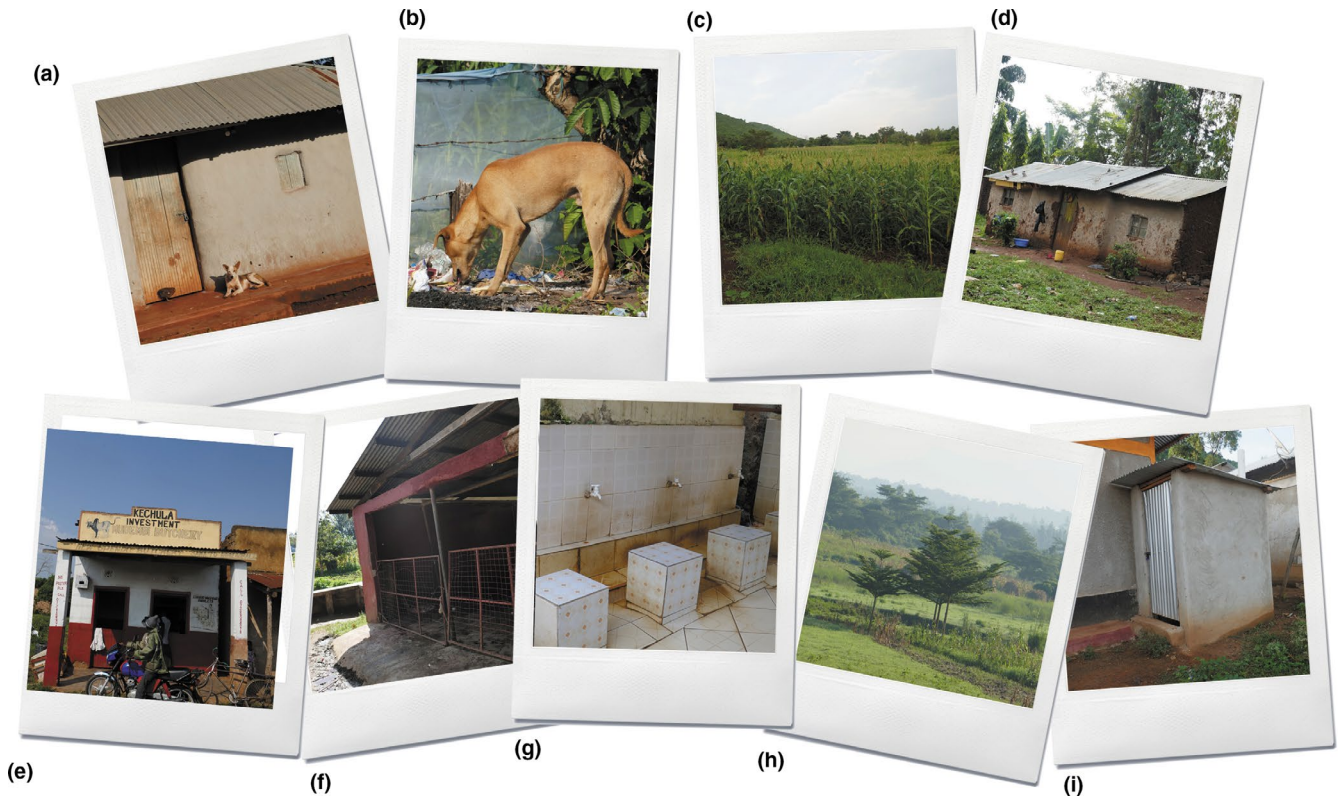 (a)
(b)
(c)
(d)
KECHULA
INVESTMENT
BUTCHERY
(e)
(f)
(g)
(h)
(i)